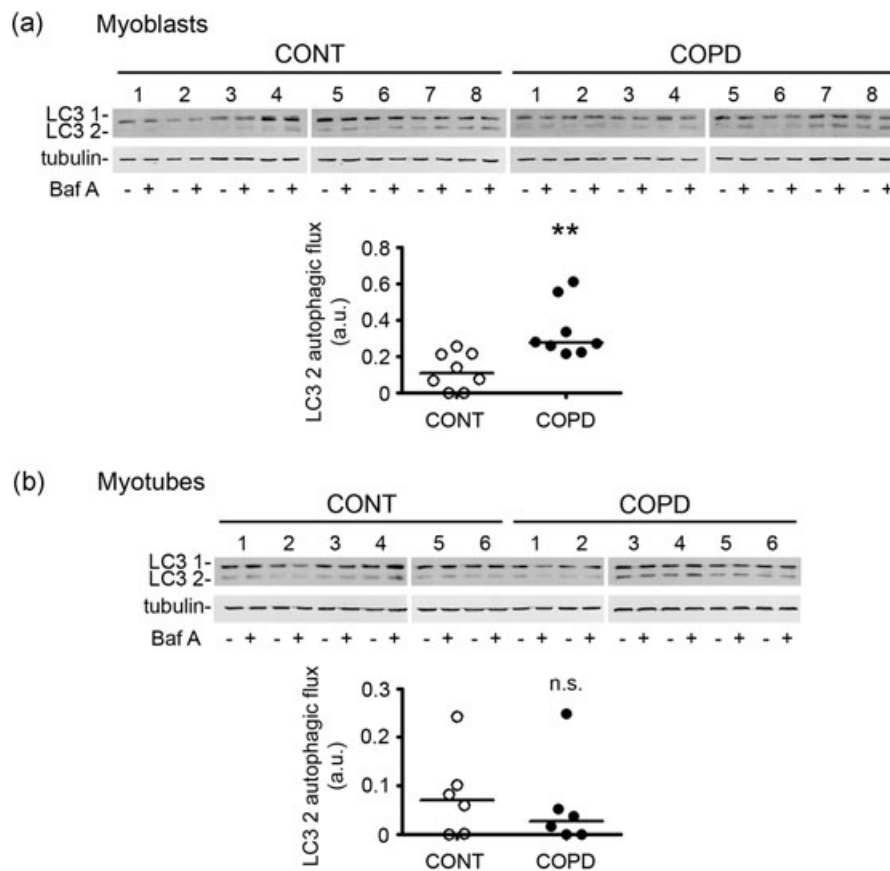 (a) Myoblasts
CONT COPD
1 2 3 4 5 6 7 8 1 2 3 4 5 6 7 8
LC3 1-
LC3 2-
tubulin-
Baf A - + - + - + - + - + - + - + - + - + - + - + - + - + - + - + - +
**
LC3 2 autophagic flux
(a.u.)
0.8
0.6
0.4
0.2
0
CONT COPD
(b) Myotubes
CONT COPD
1 2 3 4 5 6 1 2 3 4 5 6
LC3 1-
LC3 2-
tubulin-
Baf A - + - + - + - + - + - + - + - + - + - + - + - +
n.s.
LC3 2 autophagic flux
(a.u.)
0.3
0.2
0.1
0
CONT COPD